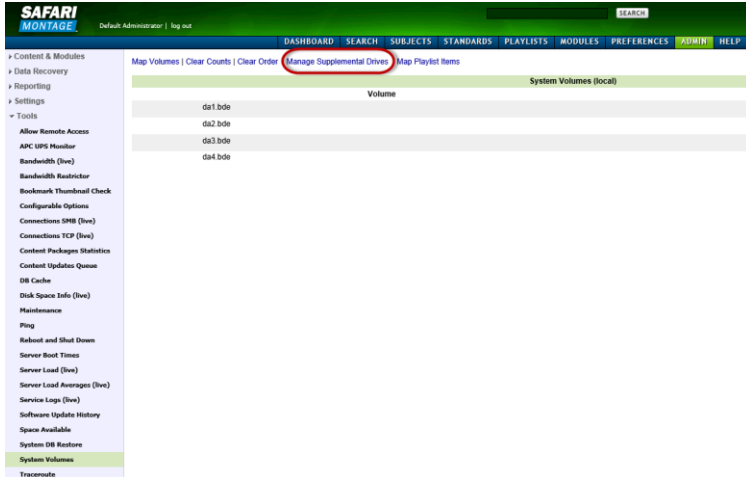 SAFARI
MONTAGE
Default Administrator | log out
SEARCH
DASHBOARD SEARCH SUBJECTS STANDARDS PLAYLISTS MODULES PREFERENCES ADMIN HELP
Content & Modules
Data Recovery
Reporting
Settings
Tools
Allow Remote Access
APC UPS Monitor
Bandwidth (live)
Bandwidth Restrictor
Bookmark Thumbnail Check
Configurable Options
Connections SMB (live)
Connections TCP (live)
Content Packages Statistics
Content Updates Queue
DB Cache
Disk Space Info (live)
Maintenance
Ping
Reboot and Shut Down
Server Boot Times
Server Load (live)
Server Load Averages (live)
Service Logs (live)
Software Update History
Space Available
System DB Restore
System Volumes
Traceroute
Map Volumes | Clear Counts | Clear Order | Manage Supplemental Drives | Map Playlist Items
System Volumes (local)
Volume
da1.bde
da2.bde
da3.bde
da4.bde